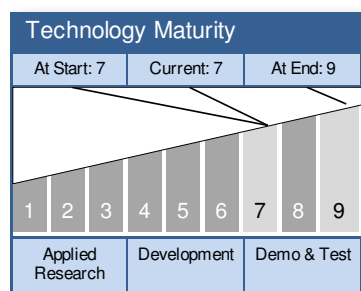 Technology Maturity
At Start: 7 Current: 7 At End: 9
1 2 3 4 5 6 7 8 9
Applied Development Demo & Test
Research